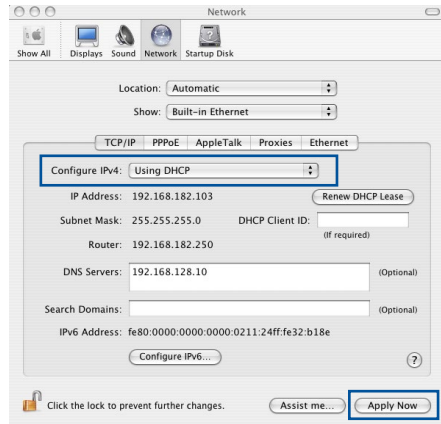 Network
Show All Displays Sound Network Startup Disk
Location: Automatic
Show: Built-in Ethernet
TCP/IP PPPoE AppleTalk Proxies Ethernet
Configure IPv4: Using DHCP
IP Address: 192.168.182.103 Renew DHCP Lease
Subnet Mask: 255.255.255.0 DHCP Client ID:
(If required)
Router: 192.168.182.250
DNS Servers: 192.168.128.10 (Optional)
Search Domains: (Optional)
IPv6 Address: fe80:0000:0000:0000:0211:24ff:fe32:b18e
Configure IPv6... ?
Click the lock to prevent further changes. Assist me... Apply Now